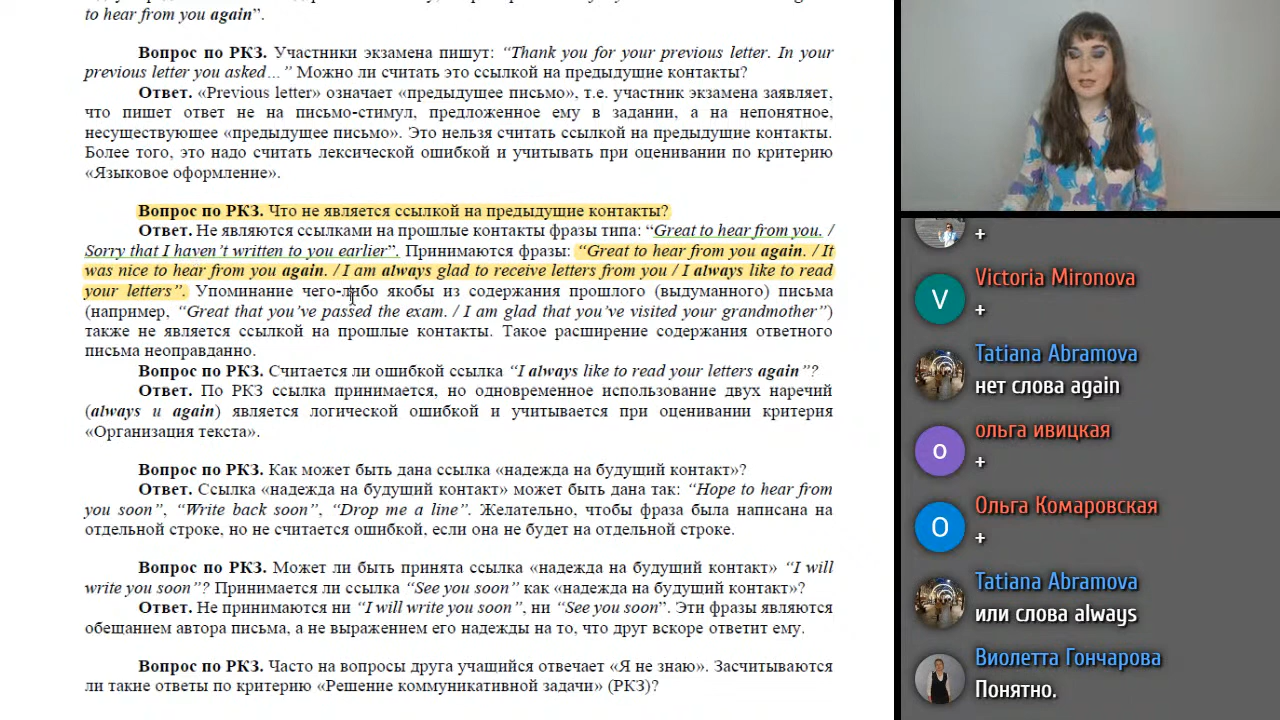 to hear from you again”.
Вопрос по РКЗ. Участники экзамена пишут: “Thank you for your previous letter. In your
previous letter you asked…” Можно ли считать это ссылкой на предыдущие контакты?
Ответ. «Previous letter» означает «предыдущее письмо», т.е. участник экзамена заявляет,
что пишет ответ не на письмо-стимул, предложенное ему в задании, а на непонятное,
несуществующее «предыдущее письмо». Это нельзя считать ссылкой на предыдущие контакты.
Более того, это надо считать лексической ошибкой и учитывать при оценивании по критерию
«Языковое оформление».
Вопрос по РКЗ. Что не является ссылкой на предыдущие контакты?
Ответ. Не являются ссылками на прошлые контакты фразы типа: “Great to hear from you. /
Sorry that I haven’t written to you earlier”. Принимаются фразы: “Great to hear from you again. / It
was nice to hear from you again. / I am always glad to receive letters from you / I always like to read
your letters”. Упоминание чего-либо якобы из содержания прошлого (выдуманного) письма
(например, “Great that you’ve passed the exam. / I am glad that you’ve visited your grandmother”)
также не является ссылкой на прошлые контакты. Такое расширение содержания ответного
письма неоправданно.
Вопрос по РКЗ. Считается ли ошибкой ссылка “I always like to read your letters again”?
Ответ. По РКЗ ссылка принимается, но одновременное использование двух наречий
(always и again) является логической ошибкой и учитывается при оценивании критерия
«Организация текста».
Вопрос по РКЗ. Как может быть дана ссылка «надежда на будущий контакт»?
Ответ. Ссылка «надежда на будущий контакт» может быть дана так: “Hope to hear from
you soon”, “Write back soon”, “Drop me a line”. Желательно, чтобы фраза была написана на
отдельной строке, но не считается ошибкой, если она не будет на отдельной строке.
Вопрос по РКЗ. Может ли быть принята ссылка «надежда на будущий контакт» “I will
write you soon”? Принимается ли ссылка “See you soon” как «надежда на будущий контакт»?
Ответ. Не принимаются ни “I will write you soon”, ни “See you soon”. Эти фразы являются
обещанием автора письма, а не выражением его надежды на то, что друг вскоре ответит ему.
Вопрос по РКЗ. Часто на вопросы друга учащийся отвечает «Я не знаю». Засчитываются
ли такие ответы по критерию «Решение коммуникативной задачи» (РКЗ)?
+
V
Victoria Mironova
+
Tatiana Abramova
нет слова again
о
ольга ивицкая
+
О
Ольга Комаровская
+
Tatiana Abramova
или слова always
Виолетта Гончарова
Понятно.